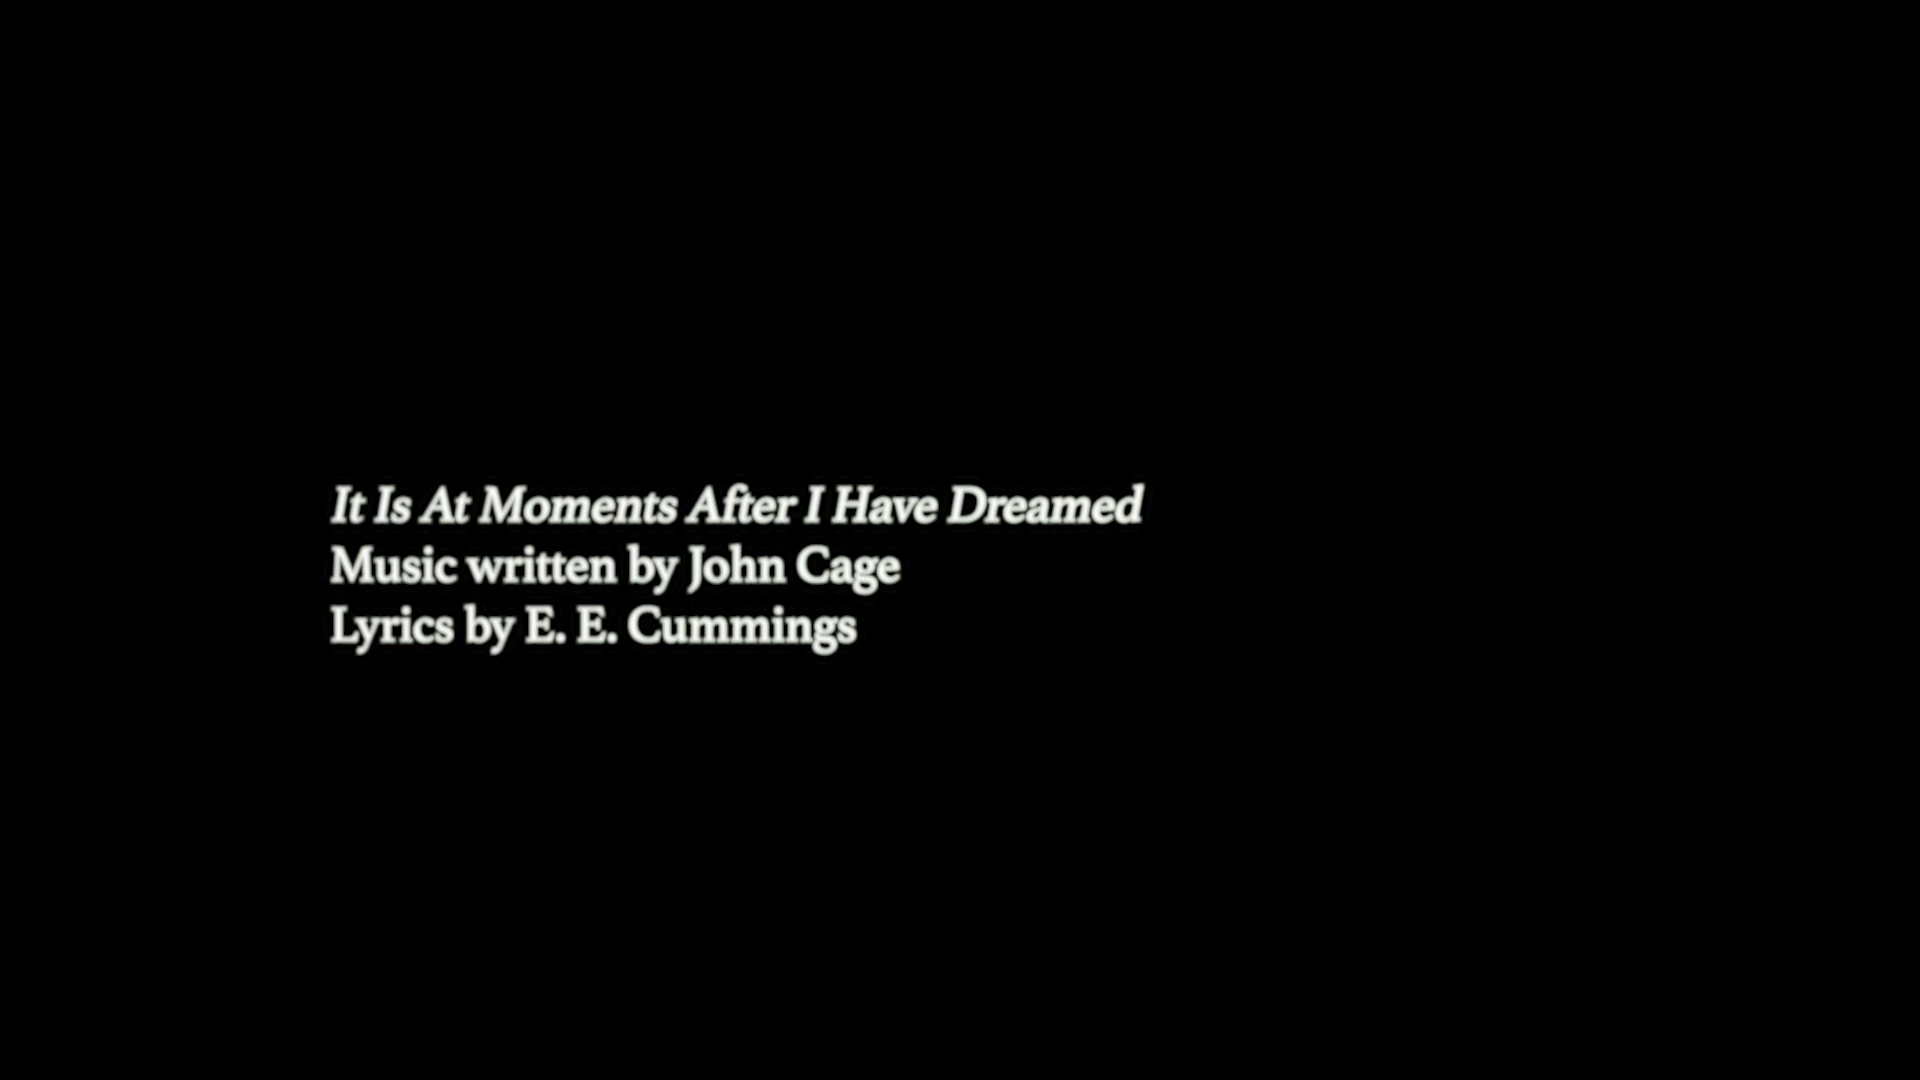 It Is At Moments After I Have Dreamed
Music written by John Cage
Lyrics by E. E. Cummings